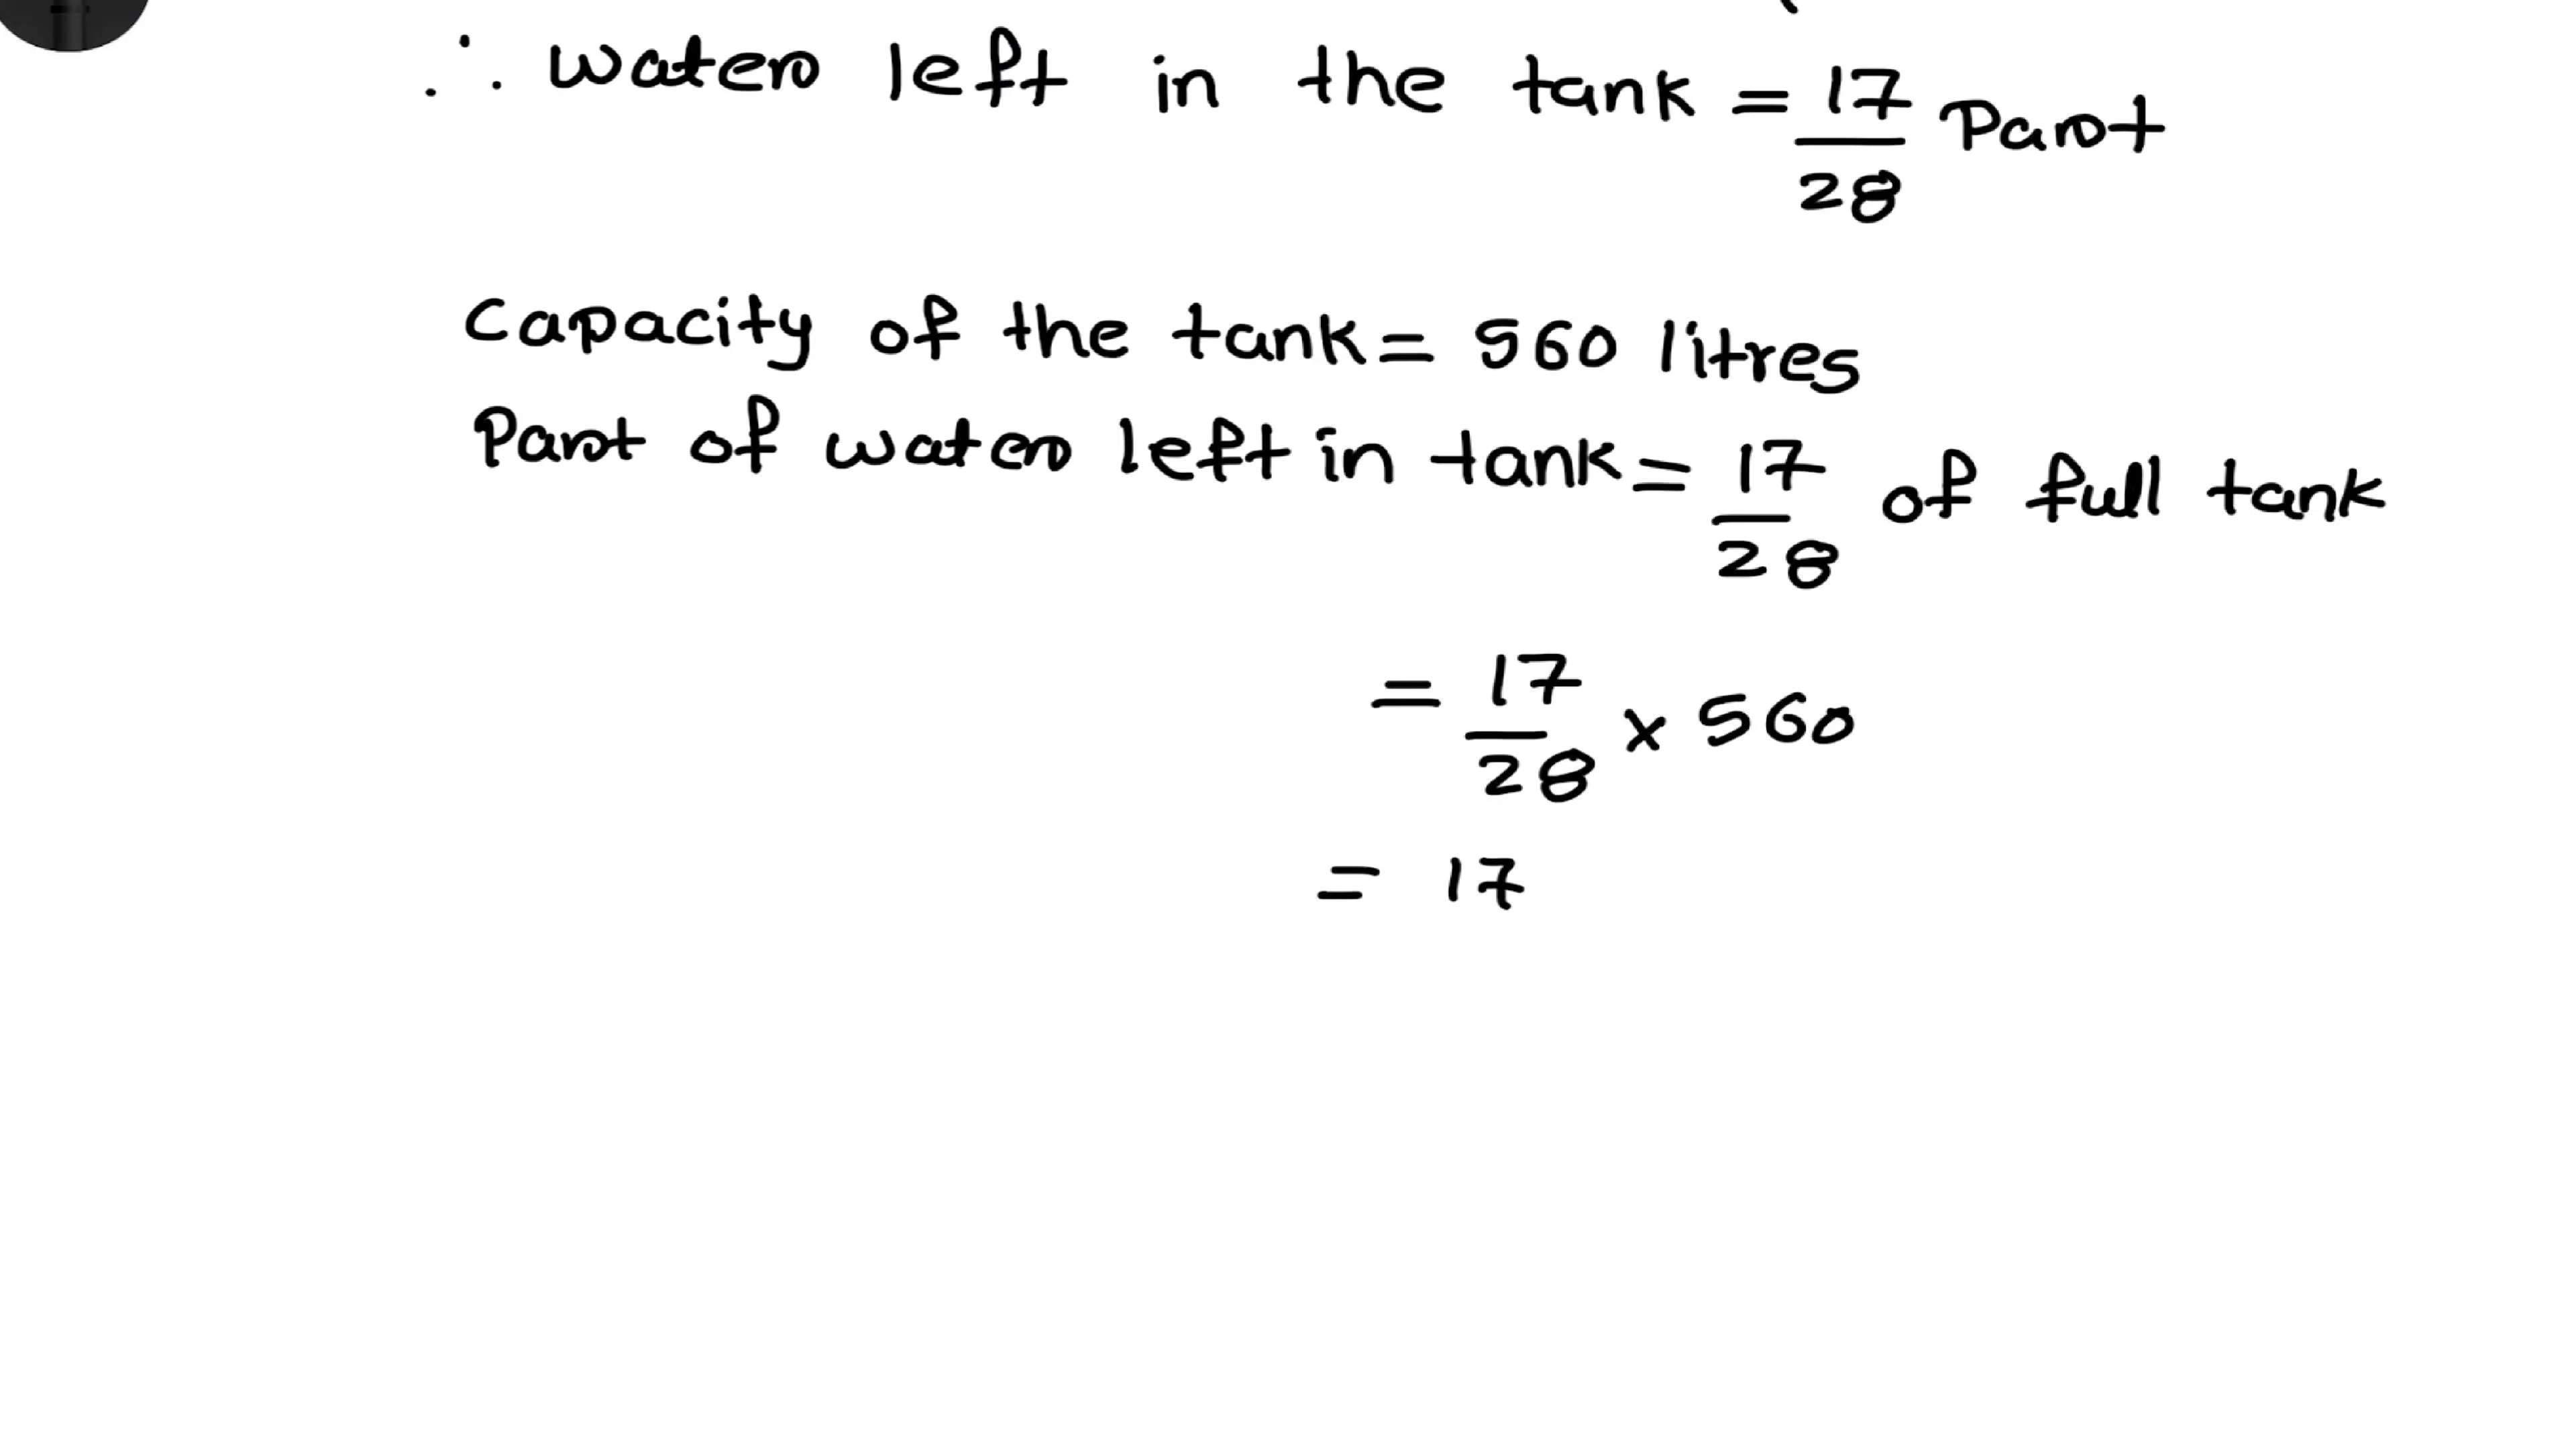 ∴ water left in the tank = 17/28 Part
Capacity of the tank = 560 litres
Part of water left in tank = 17/28 of full tank
= 17/28 × 560
= 17